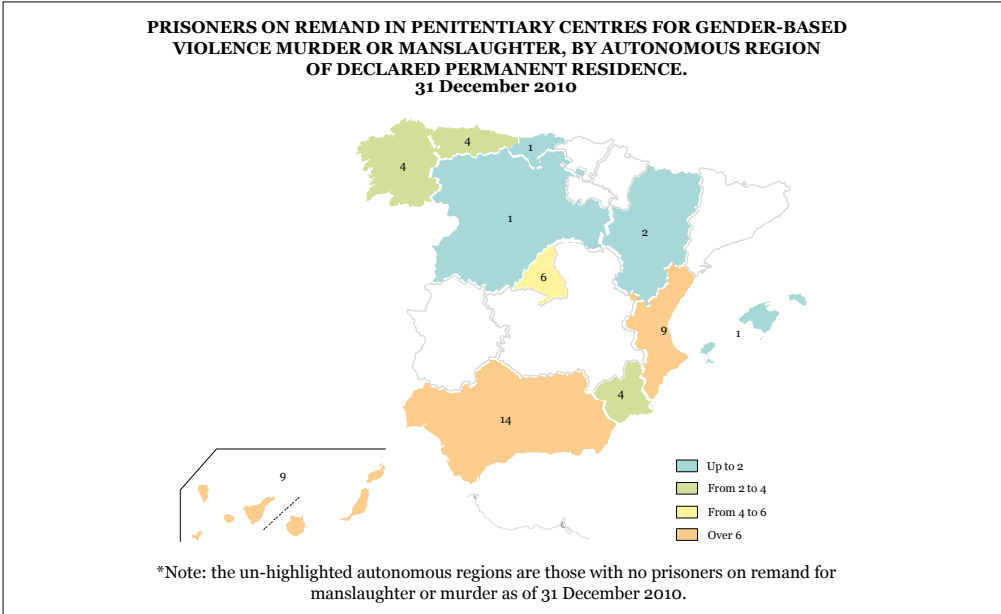 PRISONERS ON REMAND IN PENITENTIARY CENTRES FOR GENDER-BASED
VIOLENCE MURDER OR MANSLAUGHTER, BY AUTONOMOUS REGION
OF DECLARED PERMANENT RESIDENCE.
31 December 2010
4
4
1
1
2
6
9
1
4
14
9
Up to 2
From 2 to 4
From 4 to 6
Over 6
*Note: the un-highlighted autonomous regions are those with no prisoners on remand for
manslaughter or murder as of 31 December 2010.